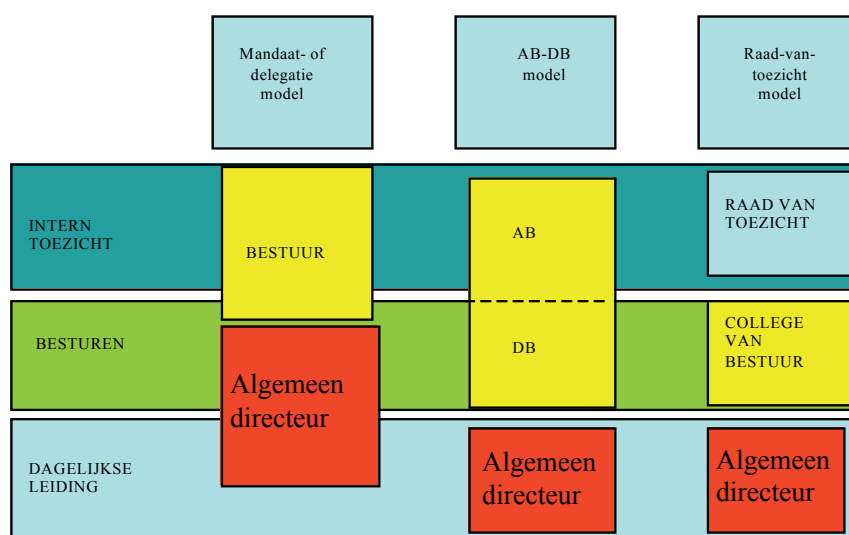 Mandaat- of
delegatie
model
AB-DB
model
Raad-van-
toezicht
model
INTERN
TOEZICHT
BESTUUR
AB
RAAD VAN
TOEZICHT
BESTUREN
Algemeen
directeur
DB
COLLEGE
VAN
BESTUUR
DAGELIJKSE
LEIDING
Algemeen
directeur
Algemeen
directeur